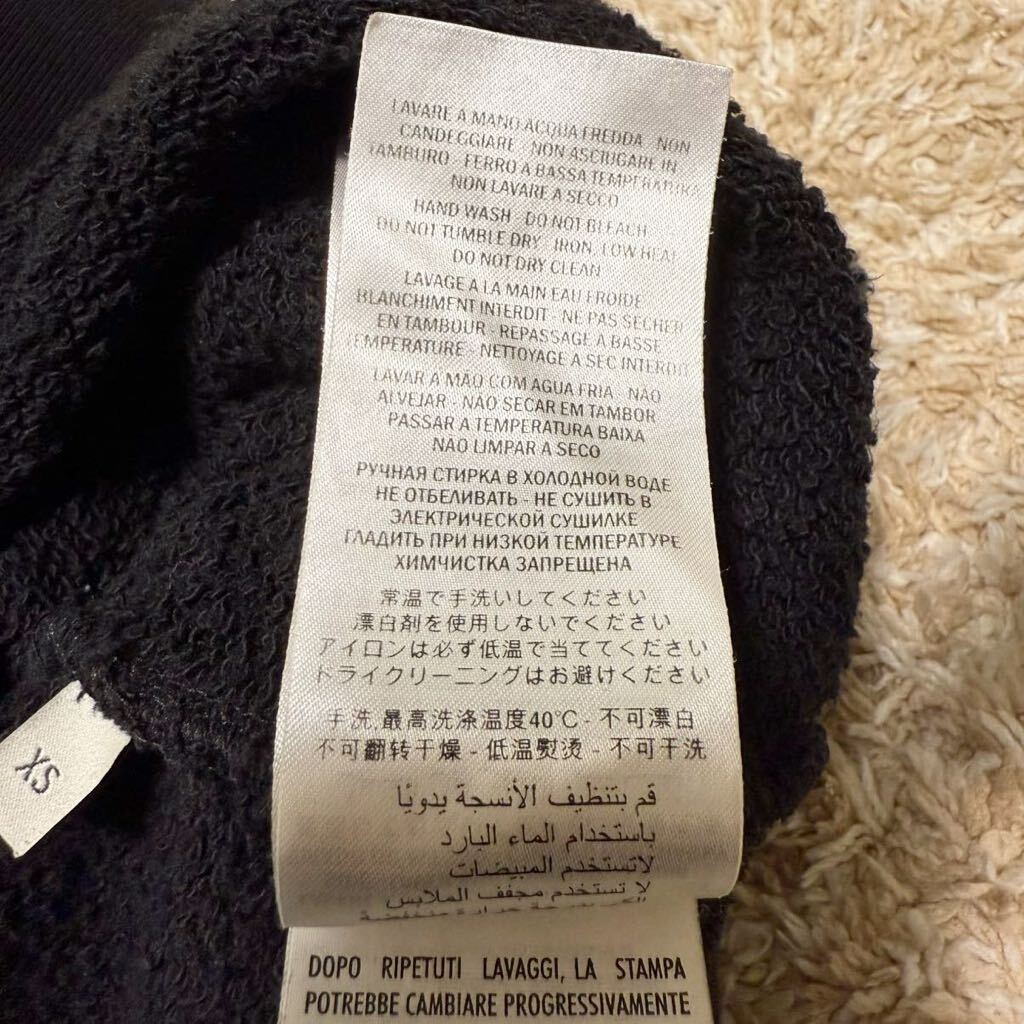 LAVARE A MANO ACQUA FREDDA - NON
CANDEGGIARE - NON ASCIUGARE IN
TAMBURO - FERRO A BASSA TEMPERATURA
NON LAVARE A SECCO
HAND WASH - DO NOT BLEACH
DO NOT TUMBLE DRY - IRON, LOW HEAT
DO NOT DRY CLEAN
LAVAGE A LA MAIN EAU FROIDE
BLANCHIMENT INTERDIT - NE PAS SECHER
EN TAMBOUR - REPASSAGE A BASSE
TEMPERATURE - NETTOYAGE A SEC INTERDIT
LAVAR A MÃO COM AGUA FRIA - NÃO
ALVEJAR - NÃO SECAR EM TAMBOR
PASSAR A TEMPERATURA BAIXA
NÃO LIMPAR A SECO
РУЧНАЯ СТИРКА В ХОЛОДНОЙ ВОДЕ
НЕ ОТБЕЛИВАТЬ - НЕ СУШИТЬ В
ЭЛЕКТРИЧЕСКОЙ СУШИЛКЕ
ГЛАДИТЬ ПРИ НИЗКОЙ ТЕМПЕРАТУРЕ
ХИМЧИСТКА ЗАПРЕЩЕНА
常温で手洗いしてください
漂白剤を使用しないでください
アイロンは必ず低温で当ててください
ドライクリーニングはお避けください
手洗,最高洗涤温度40℃ - 不可漂白
不可翻转干燥 - 低温熨烫 - 不可干洗
قم بتنظيف الأنسجة يدويًا
باستخدام الماء البارد
لاتستخدم المبيضات
لا تستخدم مجفف الملابس
XS
DOPO RIPETUTI LAVAGGI, LA STAMPA
POTREBBE CAMBIARE PROGRESSIVAMENTE